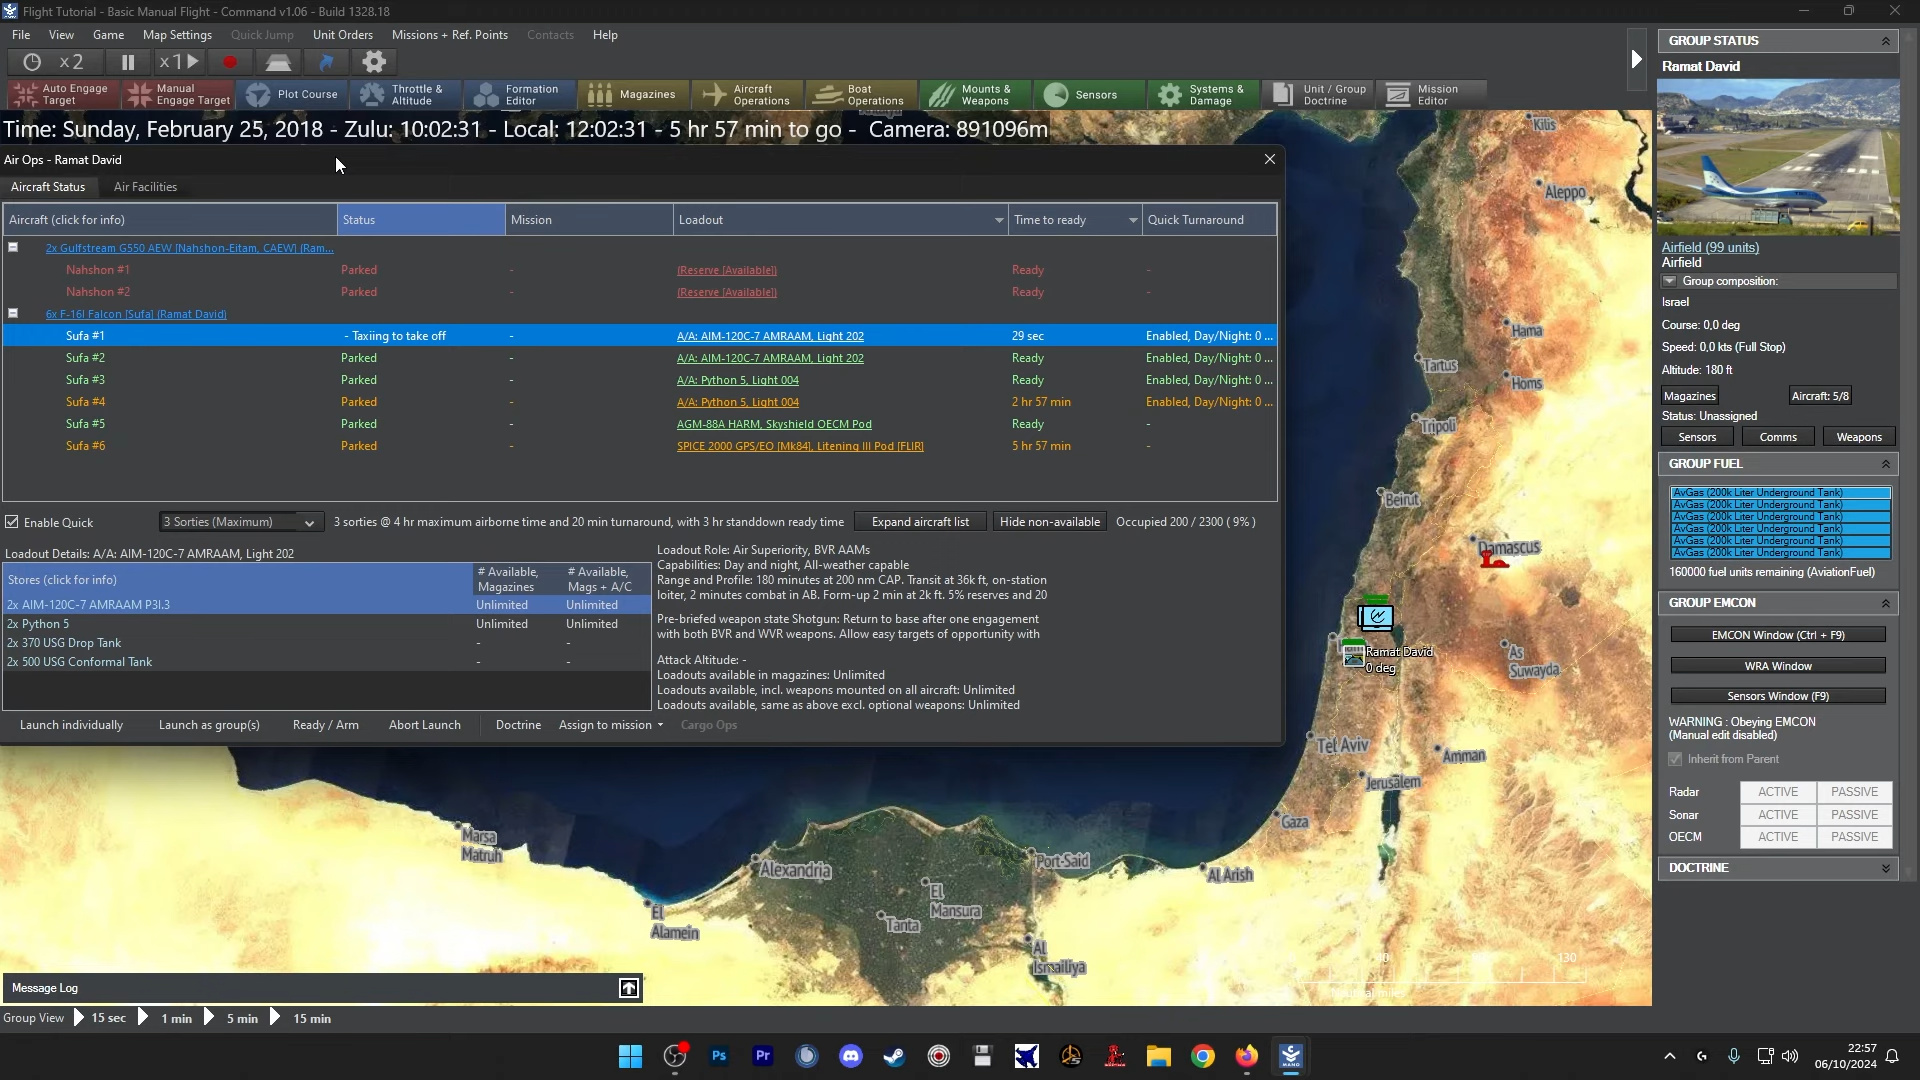 Flight Tutorial - Basic Manual Flight - Command v1.06 - Build 1328.18
File View Game Map Settings Quick Jump Unit Orders Missions + Ref. Points Contacts Help
x 2 x 1
Auto Engage Target
Manual Engage Target
Plot Course
Throttle & Altitude
Formation Editor
Magazines
Aircraft Operations
Boat Operations
Mounts & Weapons
Sensors
Systems & Damage
Unit / Group Doctrine
Mission Editor
Time: Sunday, February 25, 2018 - Zulu: 10:02:31 - Local: 12:02:31 - 5 hr 57 min to go - Camera: 891096m
Air Ops - Ramat David
Aircraft Status Air Facilities
Aircraft (click for info) Status Mission Loadout Time to ready Quick Turnaround
2x Gulfstream G550 AEW [Nahshon-Eitam, CAEW] (Ram...
Nahshon #1 Parked - (Reserve [Available]) Ready -
Nahshon #2 Parked - (Reserve [Available]) Ready -
6x F-16I Falcon [Sufa] (Ramat David)
Sufa #1 - Taxiing to take off - A/A: AIM-120C-7 AMRAAM, Light 202 29 sec Enabled, Day/Night: 0 ...
Sufa #2 Parked - A/A: AIM-120C-7 AMRAAM, Light 202 Ready Enabled, Day/Night: 0 ...
Sufa #3 Parked - A/A: Python 5, Light 004 Ready Enabled, Day/Night: 0 ...
Sufa #4 Parked - A/A: Python 5, Light 004 2 hr 57 min Enabled, Day/Night: 0 ...
Sufa #5 Parked - AGM-88A HARM, Skyshield OECM Pod Ready -
Sufa #6 Parked - SPICE 2000 GPS/EO [Mk84], Litening III Pod [FLIR] 5 hr 57 min -
Enable Quick 3 Sorties (Maximum) 3 sorties @ 4 hr maximum airborne time and 20 min turnaround, with 3 hr standdown ready time Expand aircraft list Hide non-available Occupied 200 / 2300 ( 9% )
Loadout Details: A/A: AIM-120C-7 AMRAAM, Light 202
Stores (click for info) # Available, Magazines # Available, Mags + A/C
2x AIM-120C-7 AMRAAM P3I.3 Unlimited Unlimited
2x Python 5 Unlimited Unlimited
2x 370 USG Drop Tank - -
2x 500 USG Conformal Tank - -
Loadout Role: Air Superiority, BVR AAMs
Capabilities: Day and night, All-weather capable
Range and Profile: 180 minutes at 200 nm CAP. Transit at 36k ft, on-station
loiter, 2 minutes combat in AB. Form-up 2 min at 2k ft. 5% reserves and 20
Pre-briefed weapon state Shotgun: Return to base after one engagement
with both BVR and WVR weapons. Allow easy targets of opportunity with
Attack Altitude: -
Loadouts available in magazines: Unlimited
Loadouts available, incl. weapons mounted on all aircraft: Unlimited
Loadouts available, same as above excl. optional weapons: Unlimited
Launch individually Launch as group(s) Ready / Arm Abort Launch Doctrine Assign to mission Cargo Ops
Kilis
Aleppo
Hama
Tartus
Homs
Tripoli
Beirut
Damascus
Ramat David
0 deg
As Suwayda
Tel Aviv
Amman
Jerusalem
Gaza
Marsa Matruh
Port-Said
Alexandria
Al Arish
El Mansura
El Alamein
Tanta
Al Ismailiya
130
Message Log
Group View 15 sec 1 min 5 min 15 min
GROUP STATUS
Ramat David
Airfield (99 units)
Airfield
Group composition:
Israel
Course: 0,0 deg
Speed: 0,0 kts (Full Stop)
Altitude: 180 ft
Magazines Aircraft: 5/8
Status: Unassigned
Sensors Comms Weapons
GROUP FUEL
AvGas (200k Liter Underground Tank)
AvGas (200k Liter Underground Tank)
AvGas (200k Liter Underground Tank)
AvGas (200k Liter Underground Tank)
AvGas (200k Liter Underground Tank)
AvGas (200k Liter Underground Tank)
160000 fuel units remaining (AviationFuel)
GROUP EMCON
EMCON Window (Ctrl + F9)
WRA Window
Sensors Window (F9)
WARNING : Obeying EMCON
(Manual edit disabled)
Inherit from Parent
Radar ACTIVE PASSIVE
Sonar ACTIVE PASSIVE
OECM ACTIVE PASSIVE
DOCTRINE
Ps Pr
22:57
06/10/2024